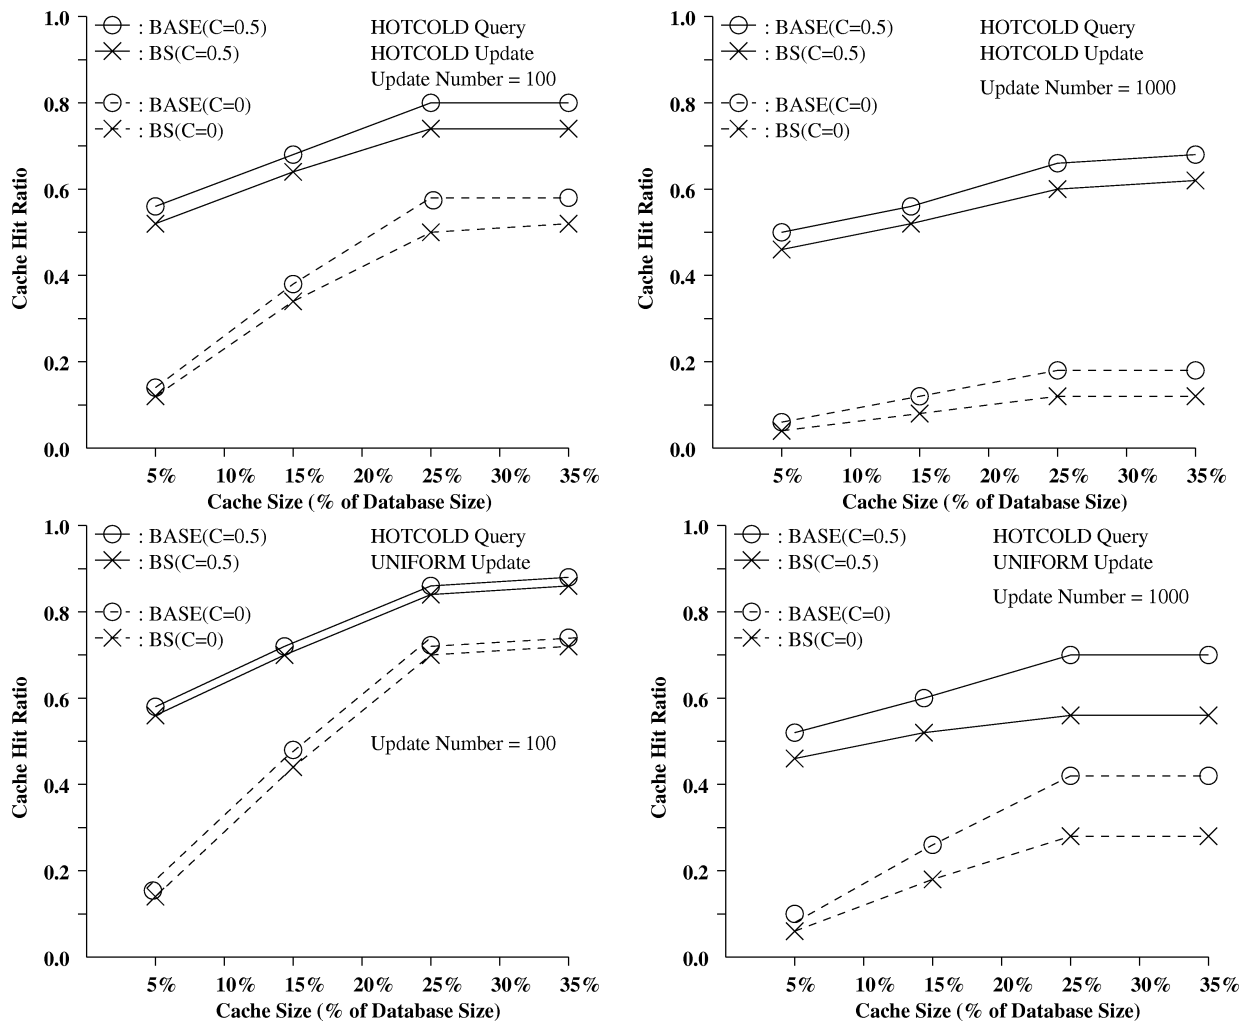 1.0
: BASE(C=0.5)
HOTCOLD Query
: BS(C=0.5)
HOTCOLD Update
Update Number = 100
0.8
: BASE(C=0)
: BS(C=0)
0.6
0.4
0.2
0.0
Cache Hit Ratio
5% 10% 15% 20% 25% 30% 35%
Cache Size (% of Database Size)
1.0
: BASE(C=0.5)
HOTCOLD Query
: BS(C=0.5)
HOTCOLD Update
Update Number = 1000
0.8
: BASE(C=0)
: BS(C=0)
0.6
0.4
0.2
0.0
Cache Hit Ratio
5% 10% 15% 20% 25% 30% 35%
Cache Size (% of Database Size)
1.0
: BASE(C=0.5)
HOTCOLD Query
: BS(C=0.5)
UNIFORM Update
0.8
: BASE(C=0)
: BS(C=0)
0.6
Update Number = 100
0.4
0.2
0.0
Cache Hit Ratio
5% 10% 15% 20% 25% 30% 35%
Cache Size (% of Database Size)
1.0
: BASE(C=0.5)
HOTCOLD Query
: BS(C=0.5)
UNIFORM Update
Update Number = 1000
0.8
: BASE(C=0)
: BS(C=0)
0.6
0.4
0.2
0.0
Cache Hit Ratio
5% 10% 15% 20% 25% 30% 35%
Cache Size (% of Database Size)